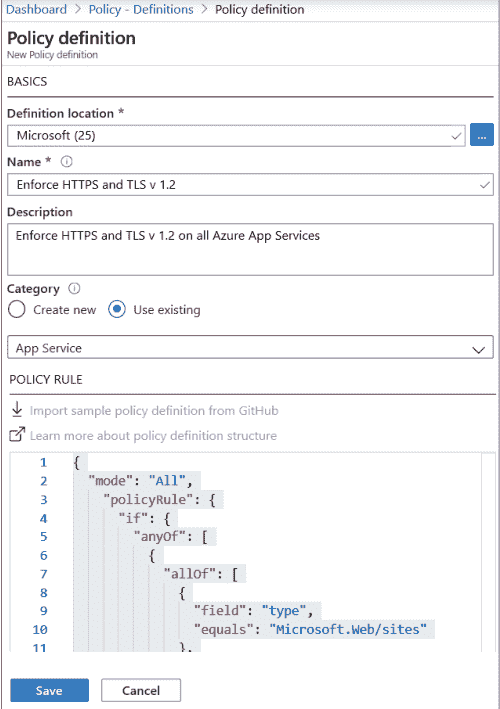 Dashboard > Policy - Definitions > Policy definition
Policy definition
New Policy definition
BASICS
Definition location *
Microsoft (25)
...
Name *
Enforce HTTPS and TLS v 1.2
Description
Enforce HTTPS and TLS v 1.2 on all Azure App Services
Category
Create new Use existing
App Service
POLICY RULE
Import sample policy definition from GitHub
Learn more about policy definition structure
1 {
2 "mode": "All",
3 "policyRule": {
4 "if": {
5 "anyOf": [
6 {
7 "allOf": [
8 {
9 "field": "type",
10 "equals": "Microsoft.Web/sites"
11 },
Save Cancel